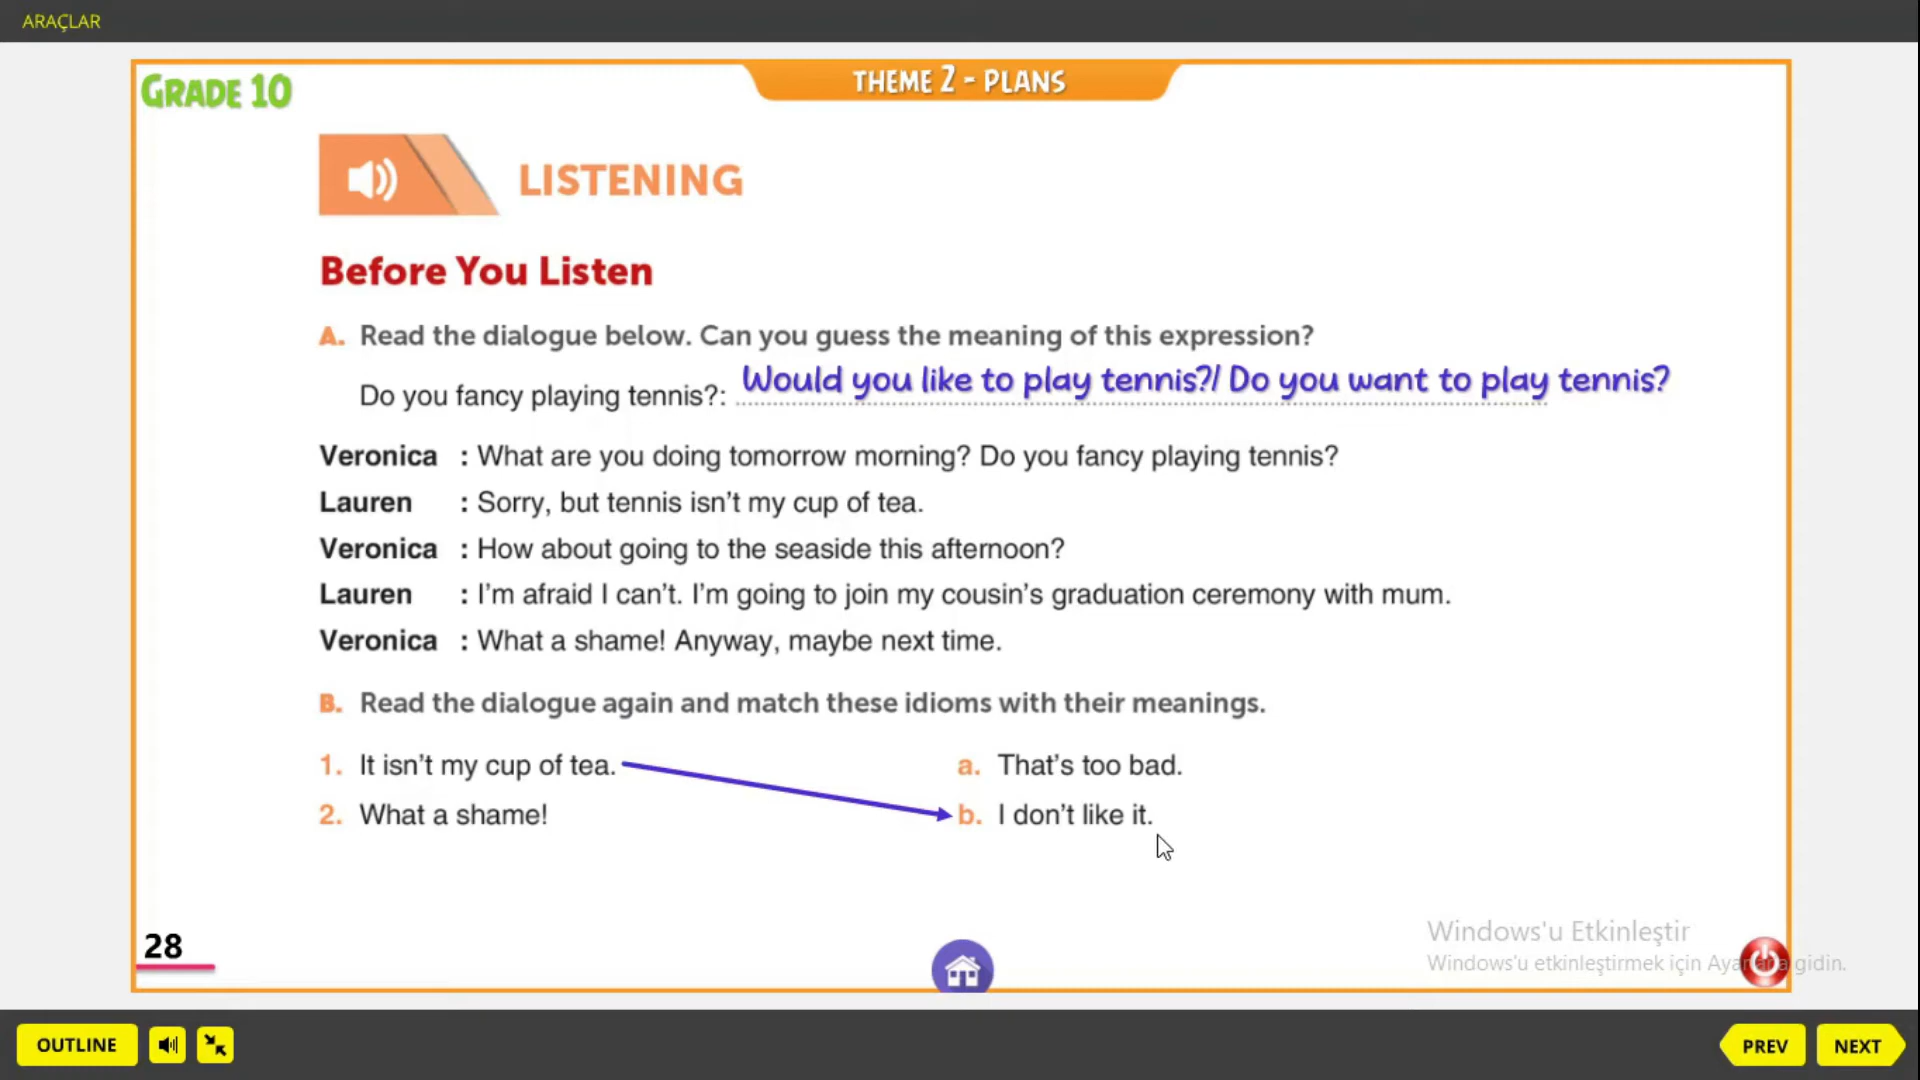 ARAÇLAR
GRADE 10
THEME 2 - PLANS
LISTENING
Before You Listen
A. Read the dialogue below. Can you guess the meaning of this expression?
Do you fancy playing tennis?: Would you like to play tennis?/ Do you want to play tennis?
Veronica : What are you doing tomorrow morning? Do you fancy playing tennis?
Lauren : Sorry, but tennis isn't my cup of tea.
Veronica : How about going to the seaside this afternoon?
Lauren : I'm afraid I can't. I'm going to join my cousin's graduation ceremony with mum.
Veronica : What a shame! Anyway, maybe next time.
B. Read the dialogue again and match these idioms with their meanings.
1. It isn't my cup of tea. a. That's too bad.
2. What a shame! b. I don't like it.
28
Windows'u Etkinleştir
Windows'u etkinleştirmek için gidin.
OUTLINE PREV NEXT